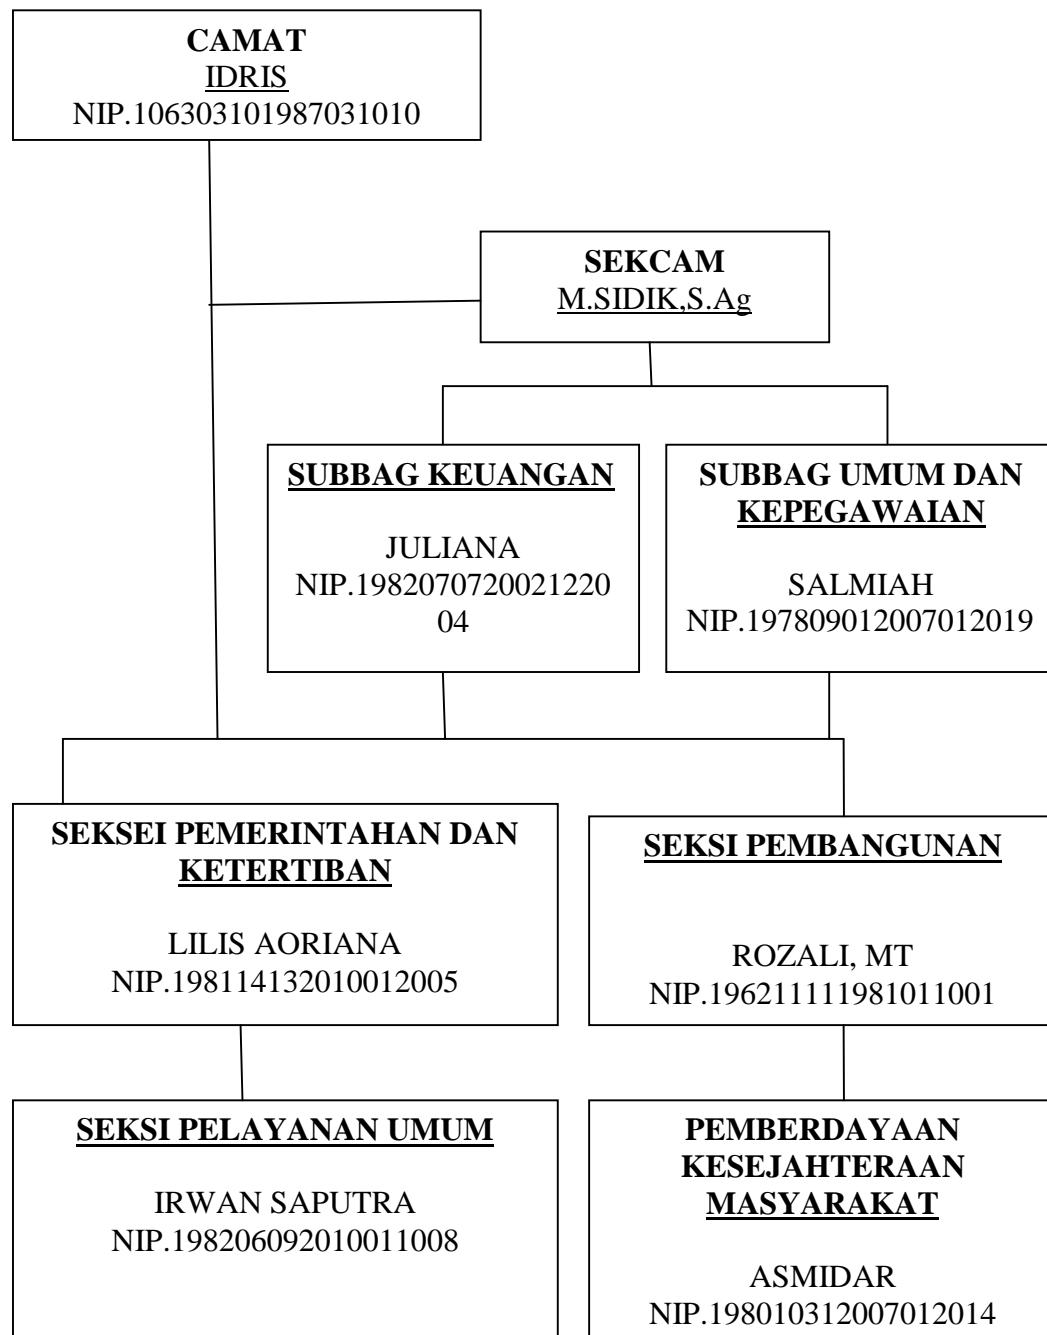 CAMAT
IDRIS
NIP.106303101987031010
SEKCAM
M.SIDIK,S.Ag
SUBBAG KEUANGAN
JULIANA
NIP.1982070720021220
04
SUBBAG UMUM DAN
KEPEGAWAIAN
SALMIAH
NIP.197809012007012019
SEKSEI PEMERINTAHAN DAN
KETERTIBAN
LILIS AORIANA
NIP.198114132010012005
SEKSI PEMBANGUNAN
ROZALI, MT
NIP.196211111981011001
SEKSI PELAYANAN UMUM
IRWAN SAPUTRA
NIP.198206092010011008
PEMBERDAYAAN
KESEJAHTERAAN
MASYARAKAT
ASMIDAR
NIP.198010312007012014